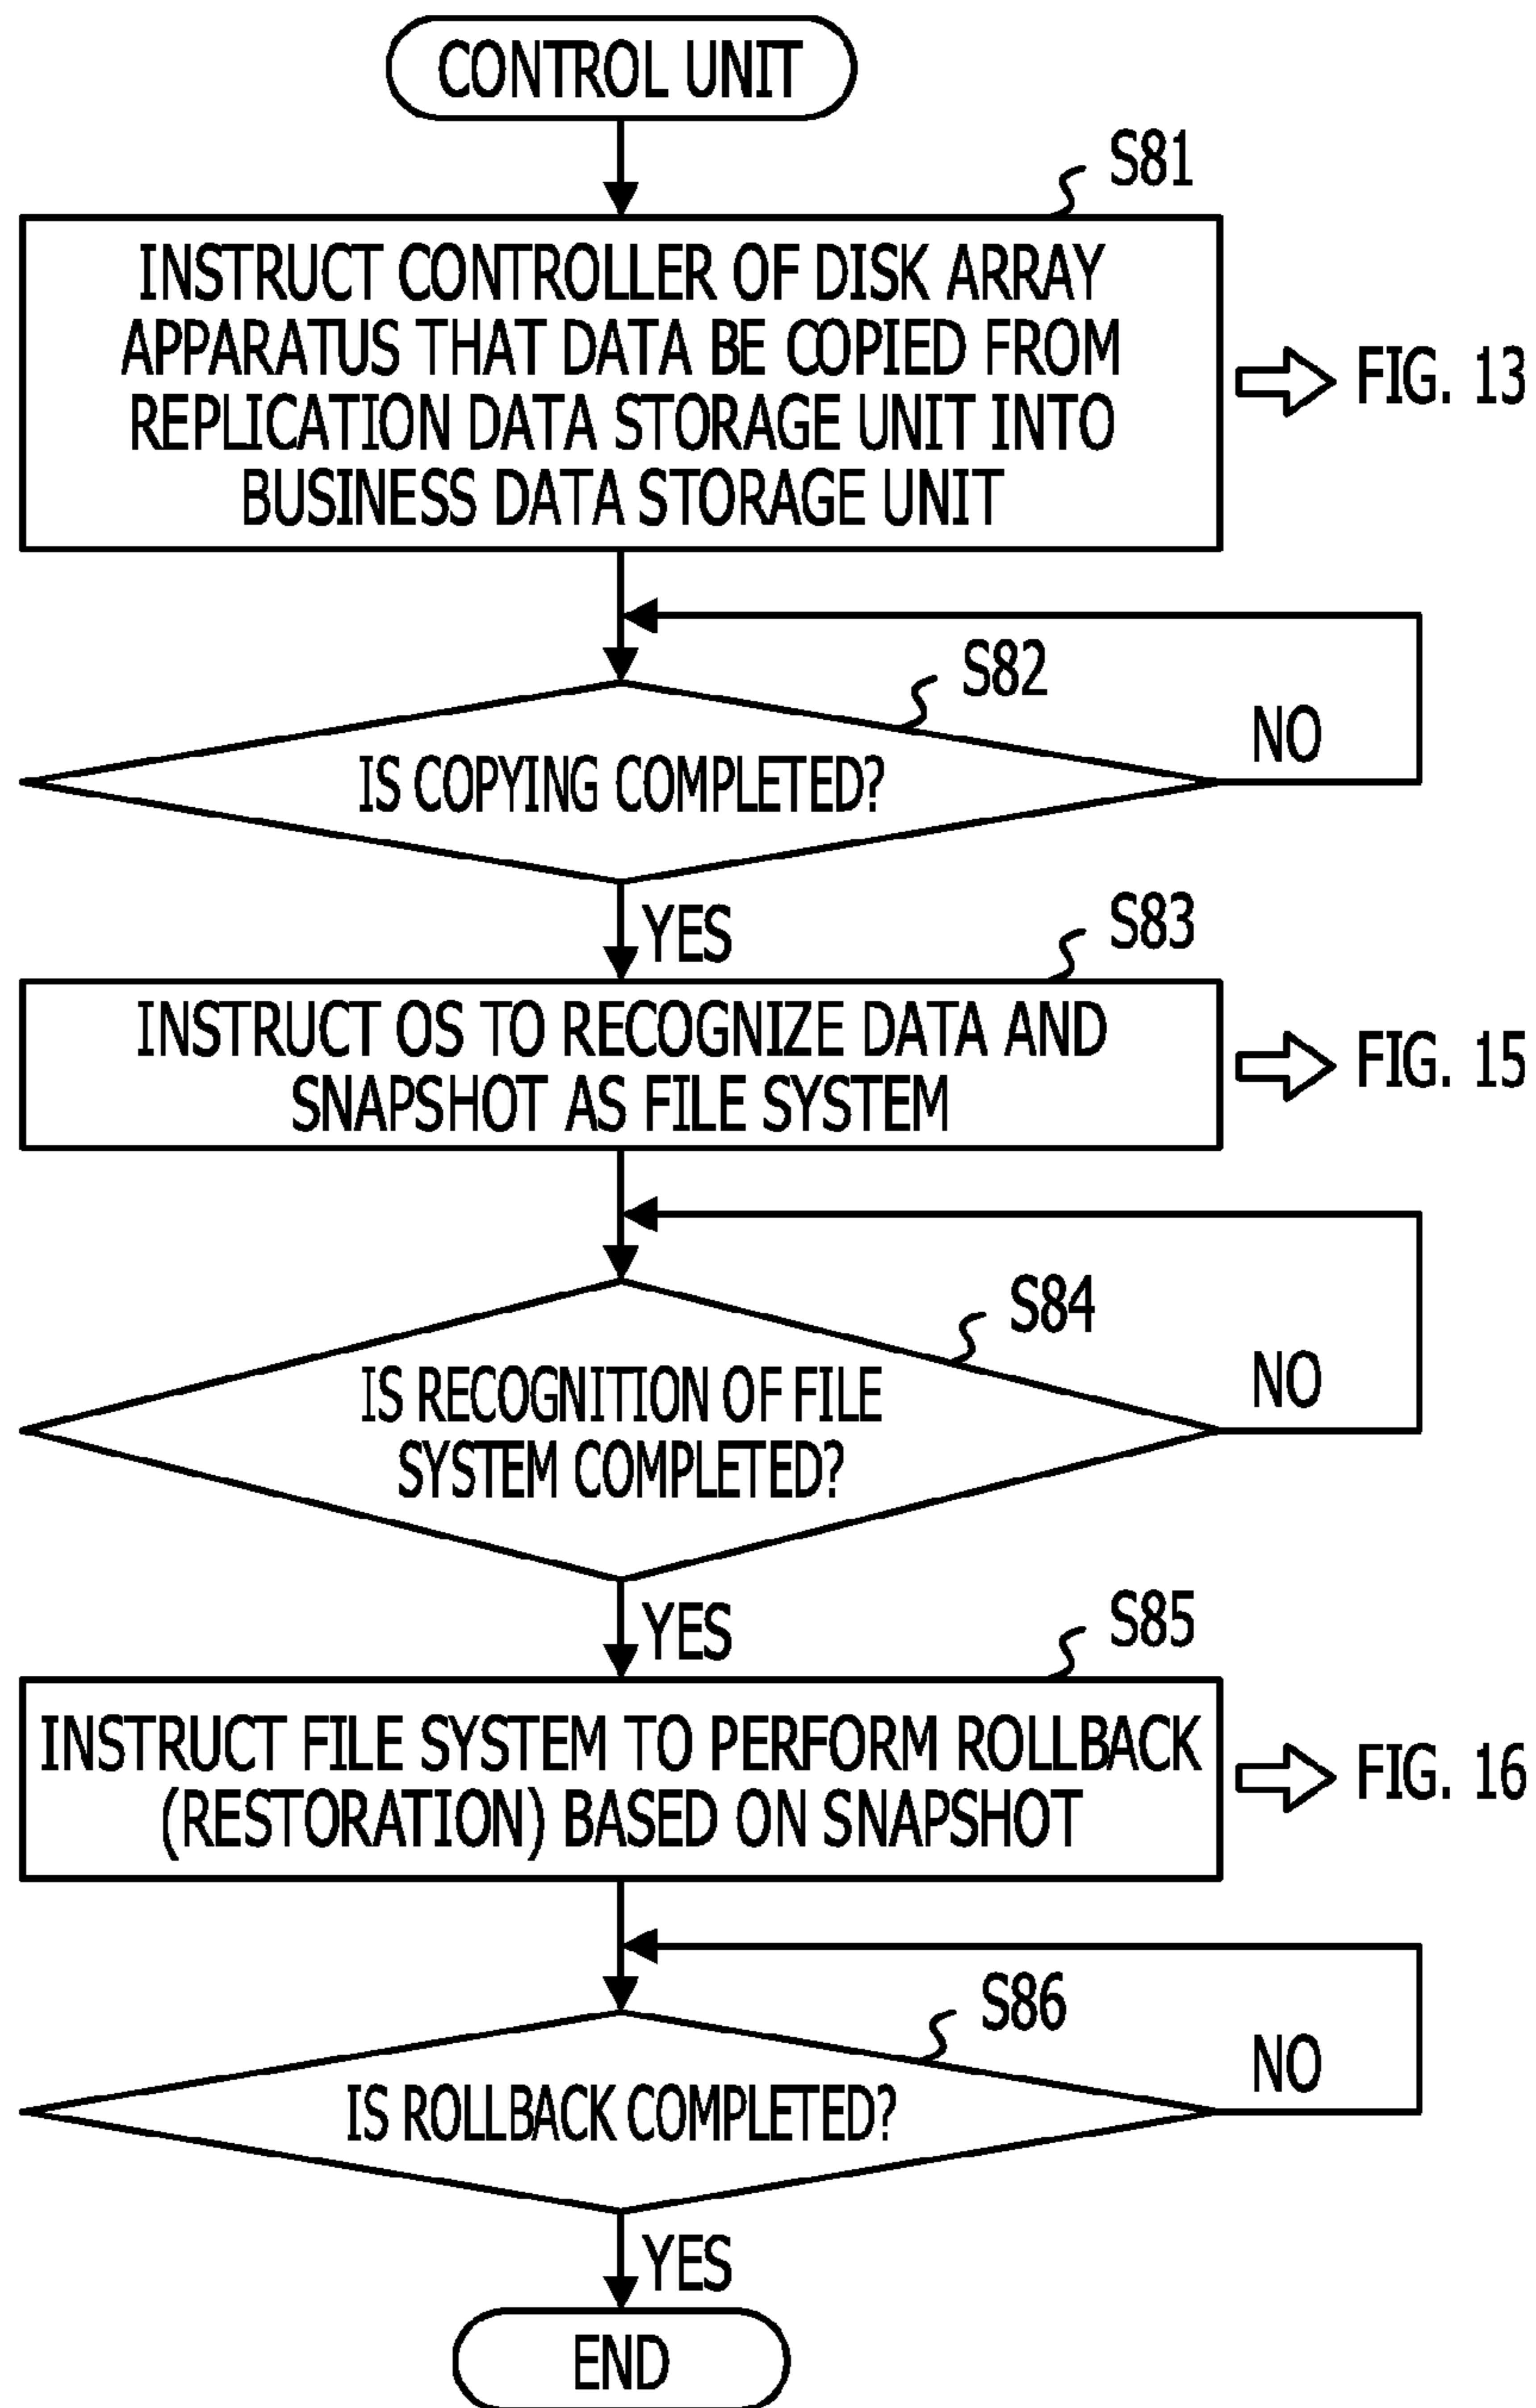 CONTROL UNIT
S81
INSTRUCT CONTROLLER OF DISK ARRAY
APPARATUS THAT DATA BE COPIED FROM
REPLICATION DATA STORAGE UNIT INTO
BUSINESS DATA STORAGE UNIT
FIG. 13
S82
NO
IS COPYING COMPLETED?
YES
S83
INSTRUCT OS TO RECOGNIZE DATA AND
SNAPSHOT AS FILE SYSTEM
FIG. 15
S84
NO
IS RECOGNITION OF FILE
SYSTEM COMPLETED?
YES
S85
INSTRUCT FILE SYSTEM TO PERFORM ROLLBACK
(RESTORATION) BASED ON SNAPSHOT
FIG. 16
S86
NO
IS ROLLBACK COMPLETED?
YES
END